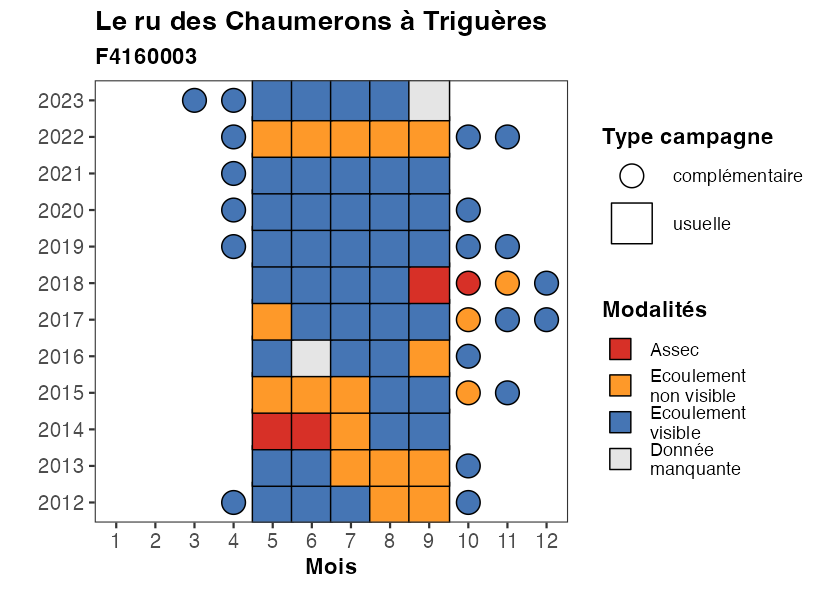 Le ru des Chaumerons à Triguères
F4160003
2023
2022
2021
2020
2019
2018
2017
2016
2015
2014
2013
2012
1 2 3 4 5 6 7 8 9 10 11 12
Mois
Type campagne
complémentaire
usuelle
Modalités
Assec
Ecoulement
non visible
Ecoulement
visible
Donnée
manquante